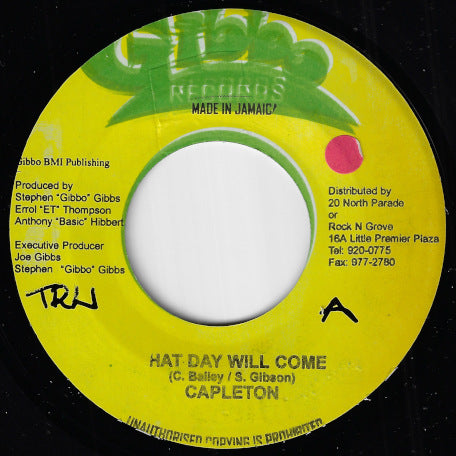 Gibbo
RECORDS
MADE IN JAMAICA
Gibbo BMI Publishing
Produced by
Stephen "Gibbo" Gibbs
Errol "ET" Thompson
Anthony "Basic" Hibbert
Executive Producer
Joe Gibbs
Stephen "Gibbo" Gibbs
TRU
Distributed by
20 North Parade
or
Rock N Grove
16A Little Premier Plaza
Tel: 920-0775
Fax: 977-2780
A
HAT DAY WILL COME
(C. Bailey / S. Gibson)
CAPLETON
UNAUTHORISED COPYING IS PROHIBITED